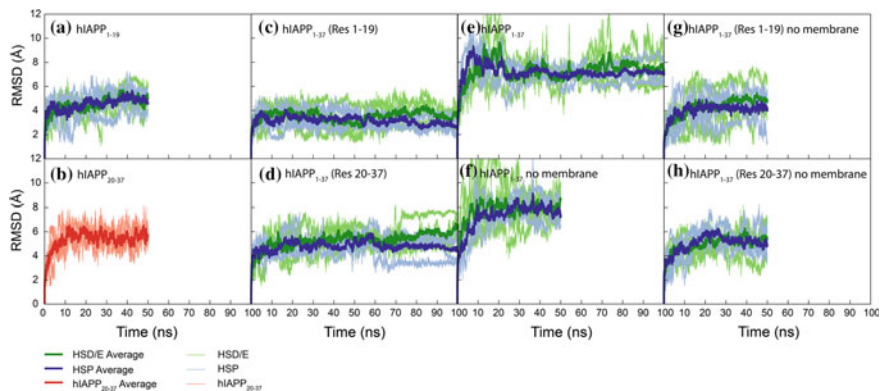 (a) hIAPP1-19
(c) hIAPP1-37 (Res 1-19)
(e) hIAPP1-37
(g) hIAPP1-37 (Res 1-19) no membrane
RMSD (Å)
12
10
8
6
4
2
12
(b) hIAPP20-37
(d) hIAPP1-37 (Res 20-37)
(f) hIAPP1-37 no membrane
(h) hIAPP1-37 (Res 20-37) no membrane
RMSD (Å)
10
8
6
4
2
0
0 10 20 30 40 50 60 70 80 90 100
10 20 30 40 50 60 70 80 90 100
10 20 30 40 50 60 70 80 90 100
10 20 30 40 50 60 70 80 90 100
Time (ns)
Time (ns)
Time (ns)
Time (ns)
HSD/E Average
HSD/E
HSP Average
HSP
hIAPP20-37 Average
hIAPP20-37